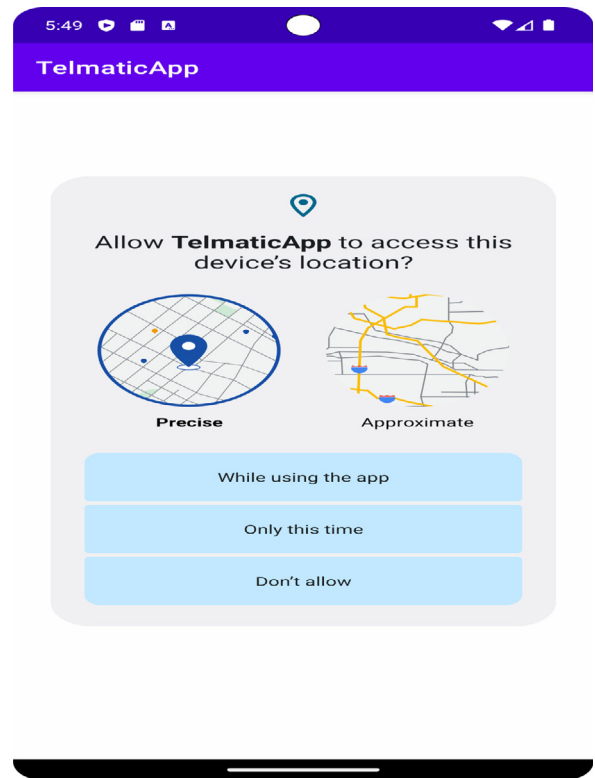 5:49
TelmaticApp
Allow TelmaticApp to access this
device's location?
Precise
Approximate
While using the app
Only this time
Don't allow